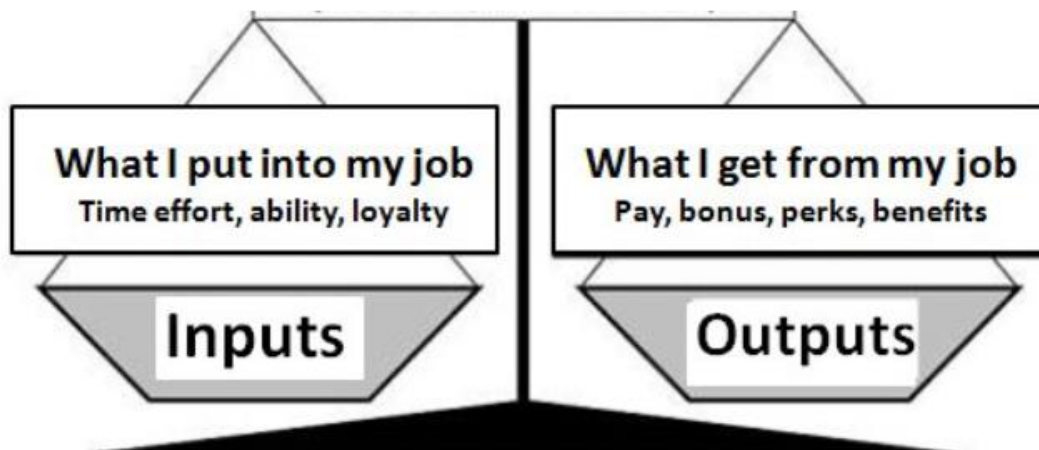 What I put into my job
Time effort, ability, loyalty
Inputs
What I get from my job
Pay, bonus, perks, benefits
Outputs